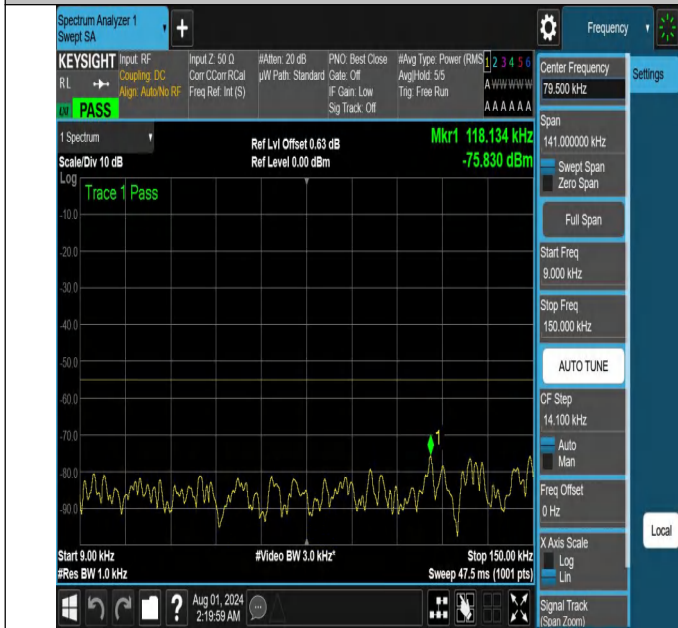 Spectrum Analyzer 1
Swept SA
+
Frequency
KEYSIGHT
RL
LXI
PASS
Input: RF
Coupling: DC
Align: Auto/No RF
Input Z: 50 Ω
Corr CCorr RCal
Freq Ref: Int (S)
#Atten: 20 dB
µW Path: Standard
PNO: Best Close
Gate: Off
IF Gain: Low
Sig Track: Off
#Avg Type: Power (RMS
Avg|Hold: 5/5
Trig: Free Run
1 2 3 4 5 6
A W W W W W
A A A A A A
1 Spectrum
Scale/Div 10 dB
Ref Lvl Offset 0.63 dB
Ref Level 0.00 dBm
Mkr1 118.134 kHz
-75.830 dBm
Log
Trace 1 Pass
-10.0
-20.0
-30.0
-40.0
-50.0
-60.0
-70.0
-80.0
-90.0
1
Start 9.00 kHz
#Res BW 1.0 kHz
#Video BW 3.0 kHz*
Stop 150.00 kHz
Sweep 47.5 ms (1001 pts)
Center Frequency
79.500 kHz
Settings
Span
141.000000 kHz
Swept Span
Zero Span
Full Span
Start Freq
9.000 kHz
Stop Freq
150.000 kHz
AUTO TUNE
CF Step
14.100 kHz
Auto
Man
Freq Offset
0 Hz
Local
X Axis Scale
Log
Lin
Signal Track
(Span Zoom)
?
Aug 01, 2024
2:19:59 AM